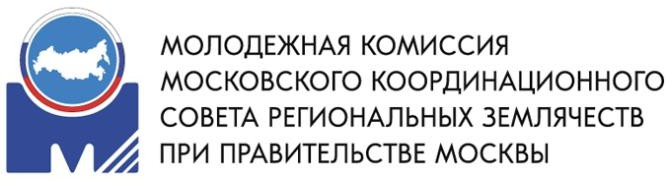 МОЛОДЕЖНАЯ КОМИССИЯ
МОСКОВСКОГО КООРДИНАЦИОННОГО
СОВЕТА РЕГИОНАЛЬНЫХ ЗЕМЛЯЧЕСТВ
ПРИ ПРАВИТЕЛЬСТВЕ МОСКВЫ
М